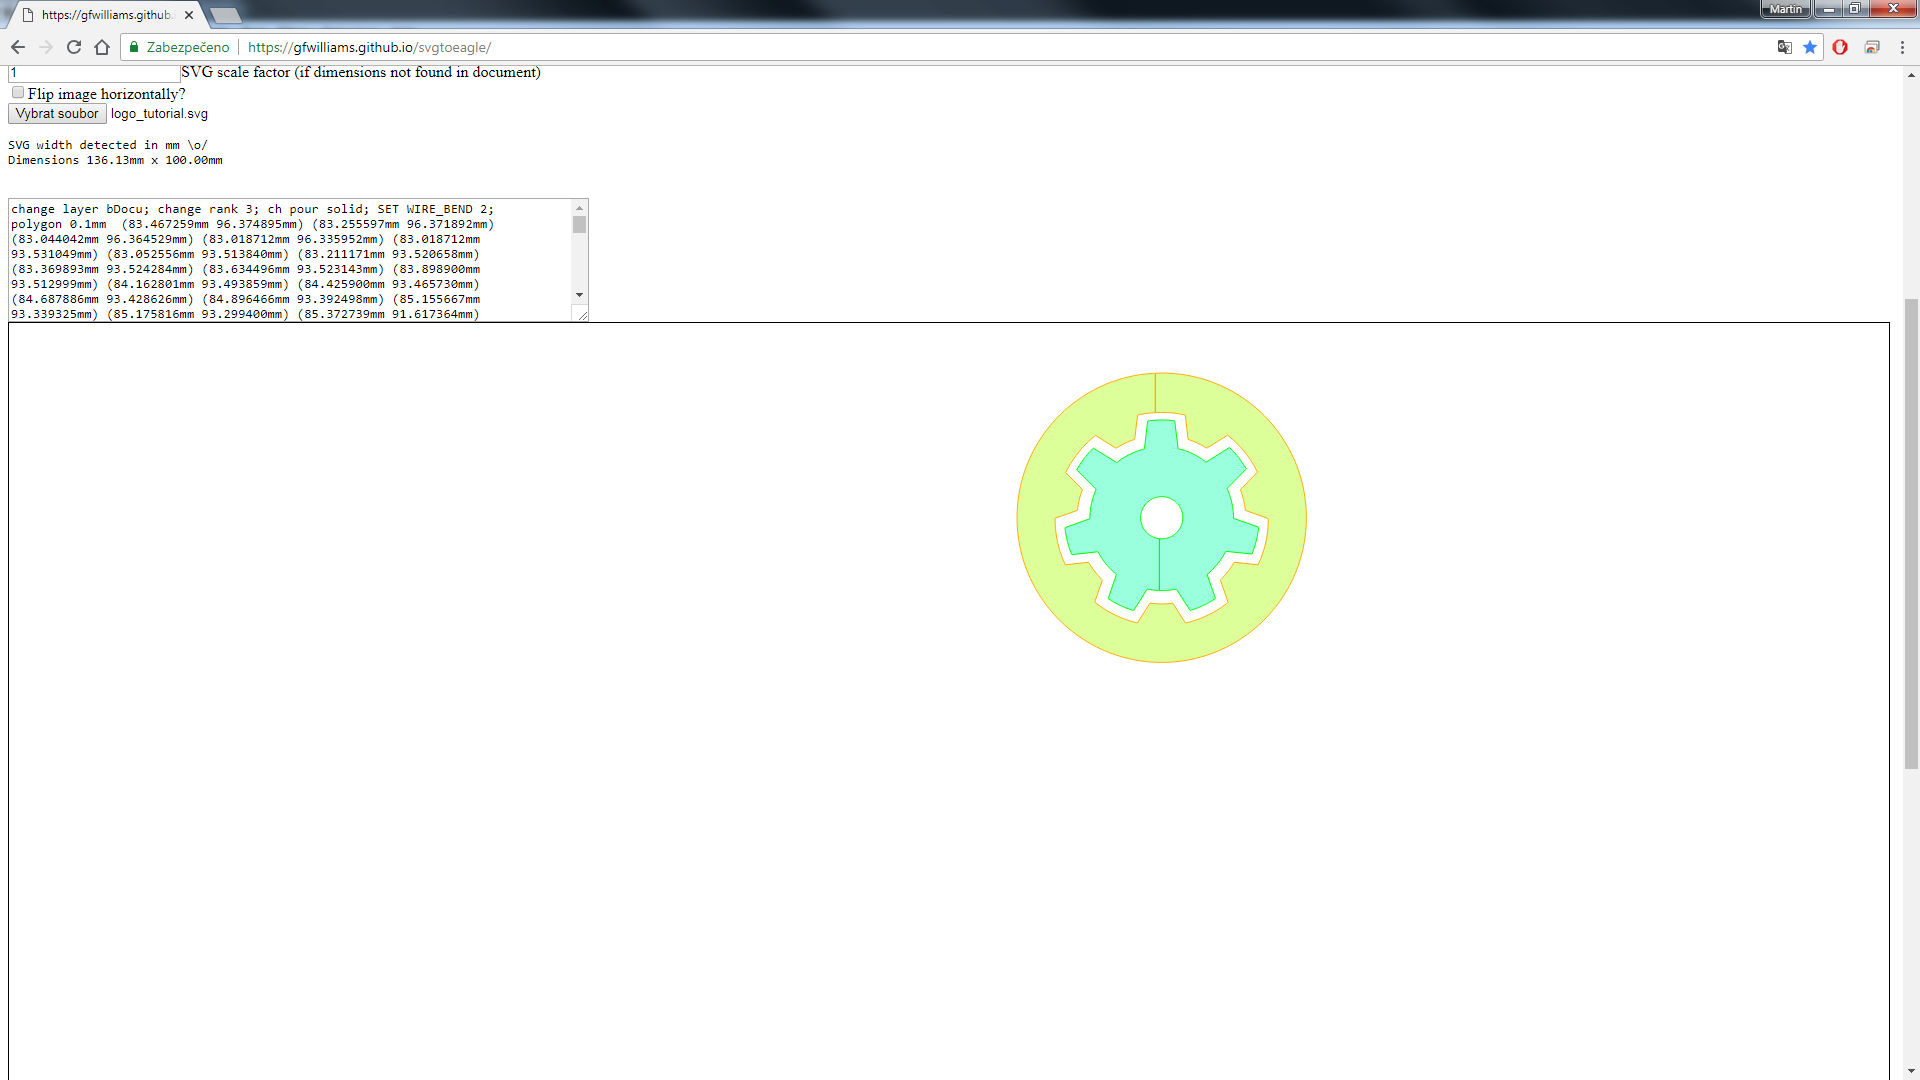 https://gfwilliams.github.
Martin
Zabezpečeno https://gfwilliams.github.io/svgtoeagle/
1 SVG scale factor (if dimensions not found in document)
Flip image horizontally?
Vybrat soubor logo_tutorial.svg
SVG width detected in mm \o/
Dimensions 136.13mm x 100.00mm
change layer bDocu; change rank 3; ch pour solid; SET WIRE_BEND 2;
polygon 0.1mm (83.467259mm 96.374895mm) (83.255597mm 96.371892mm)
(83.044042mm 96.364529mm) (83.018712mm 96.335952mm) (83.018712mm
93.531049mm) (83.052556mm 93.513840mm) (83.211171mm 93.520658mm)
(83.369893mm 93.524284mm) (83.634496mm 93.523143mm) (83.898900mm
93.512999mm) (84.162801mm 93.493859mm) (84.425900mm 93.465730mm)
(84.687886mm 93.428626mm) (84.896466mm 93.392498mm) (85.155667mm
93.339325mm) (85.175816mm 93.299400mm) (85.372739mm 91.617364mm)